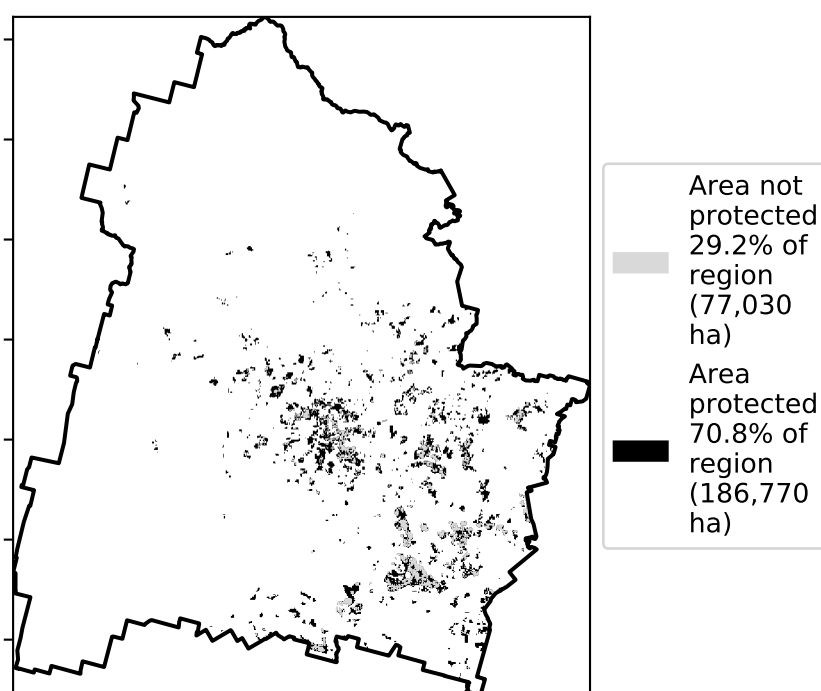 Area not
protected
29.2% of
region
(77,030
ha)
Area
protected
70.8% of
region
(186,770
ha)